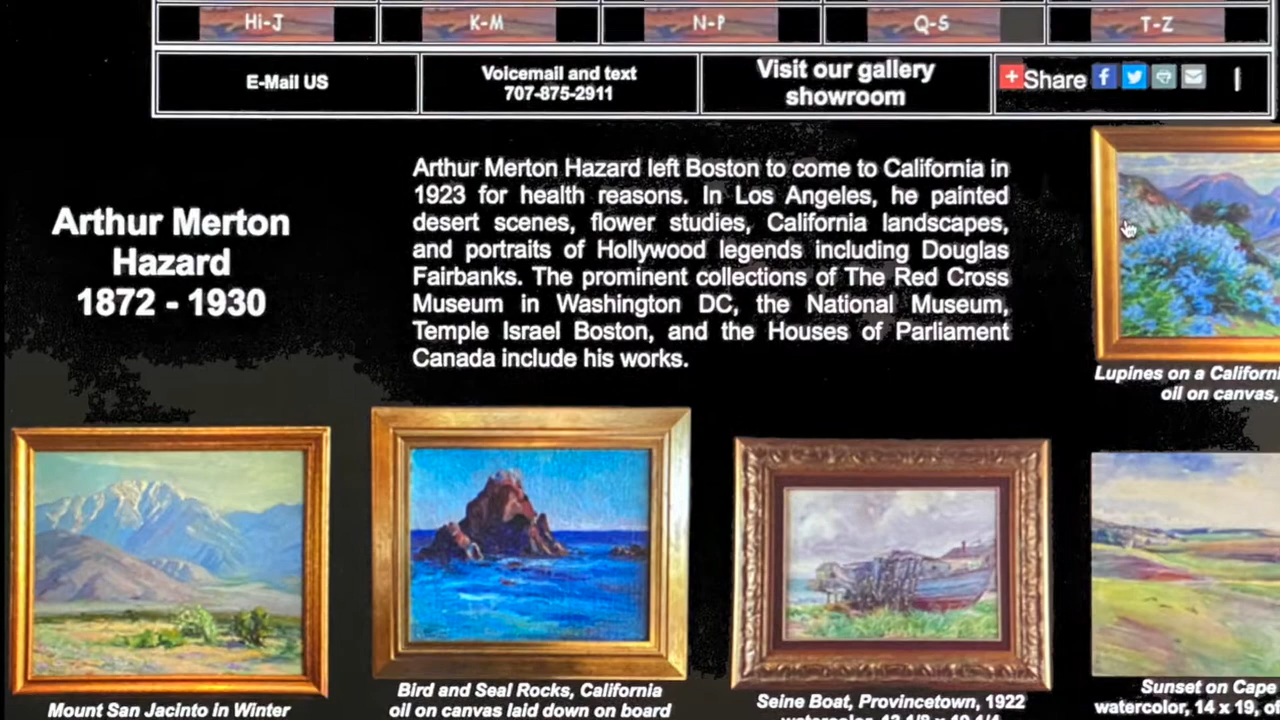 Hi-J
K-M
N-P
Q-S
T-Z
E-Mail US
Voicemail and text
707-875-2911
Visit our gallery
showroom
Share
Arthur Merton
Hazard
1872 - 1930
Arthur Merton Hazard left Boston to come to California in
1923 for health reasons. In Los Angeles, he painted
desert scenes, flower studies, California landscapes,
and portraits of Hollywood legends including Douglas
Fairbanks. The prominent collections of The Red Cross
Museum in Washington DC, the National Museum,
Temple Israel Boston, and the Houses of Parliament
Canada include his works.
Lupines on a Californi
oil on canvas,
Mount San Jacinto in Winter
Bird and Seal Rocks, California
oil on canvas laid down on board
Seine Boat, Provincetown, 1922
Sunset on Cape
watercolor, 14 x 19,